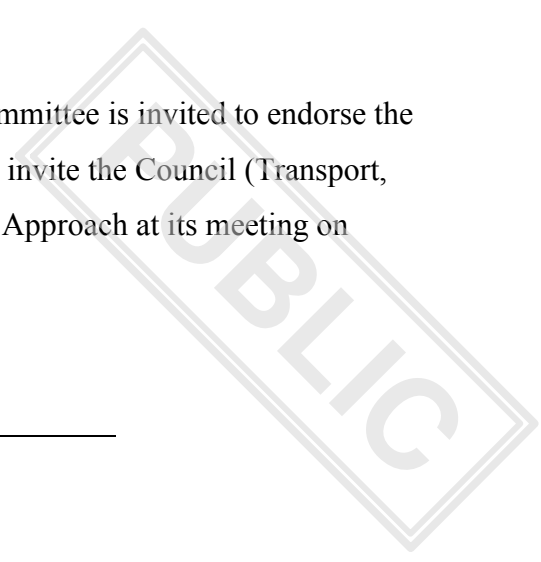 mmittee is invited to endorse the
invite the Council (Transport,
Approach at its meeting on
PUBLIC